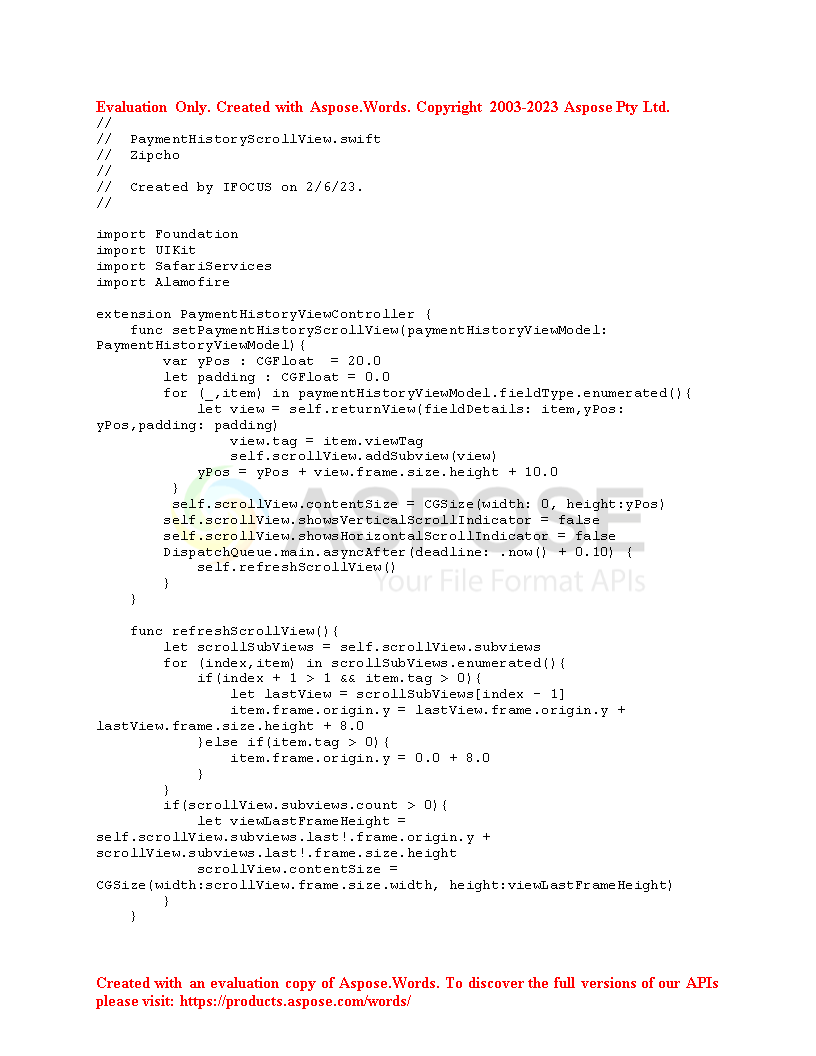 Evaluation Only. Created with Aspose.Words. Copyright 2003-2023 Aspose Pty Ltd.
//
//  PaymentHistoryScrollView.swift
//  Zipcho
//
//  Created by IFOCUS on 2/6/23.
//

import Foundation
import UIKit
import SafariServices
import Alamofire

extension PaymentHistoryViewController {
    func setPaymentHistoryScrollView(paymentHistoryViewModel:
PaymentHistoryViewModel){
        var yPos : CGFloat  = 20.0
        let padding : CGFloat = 0.0
        for (_,item) in paymentHistoryViewModel.fieldType.enumerated(){
            let view = self.returnView(fieldDetails: item,yPos:
yPos,padding: padding)
                view.tag = item.viewTag
                self.scrollView.addSubview(view)
            yPos = yPos + view.frame.size.height + 10.0
         }
         self.scrollView.contentSize = CGSize(width: 0, height:yPos)
        self.scrollView.showsVerticalScrollIndicator = false
        self.scrollView.showsHorizontalScrollIndicator = false
        DispatchQueue.main.asyncAfter(deadline: .now() + 0.10) {
            self.refreshScrollView()
        }
    }
ASPOSE
Your File Format APIs

    func refreshScrollView(){
        let scrollSubViews = self.scrollView.subviews
        for (index,item) in scrollSubViews.enumerated(){
            if(index + 1 > 1 && item.tag > 0){
                let lastView = scrollSubViews[index - 1]
                item.frame.origin.y = lastView.frame.origin.y +
lastView.frame.size.height + 8.0
            }else if(item.tag > 0){
                item.frame.origin.y = 0.0 + 8.0
            }
        }
        if(scrollView.subviews.count > 0){
            let viewLastFrameHeight =
self.scrollView.subviews.last!.frame.origin.y +
scrollView.subviews.last!.frame.size.height
            scrollView.contentSize =
CGSize(width:scrollView.frame.size.width, height:viewLastFrameHeight)
        }
    }
Created with an evaluation copy of Aspose.Words. To discover the full versions of our APIs
please visit: https://products.aspose.com/words/